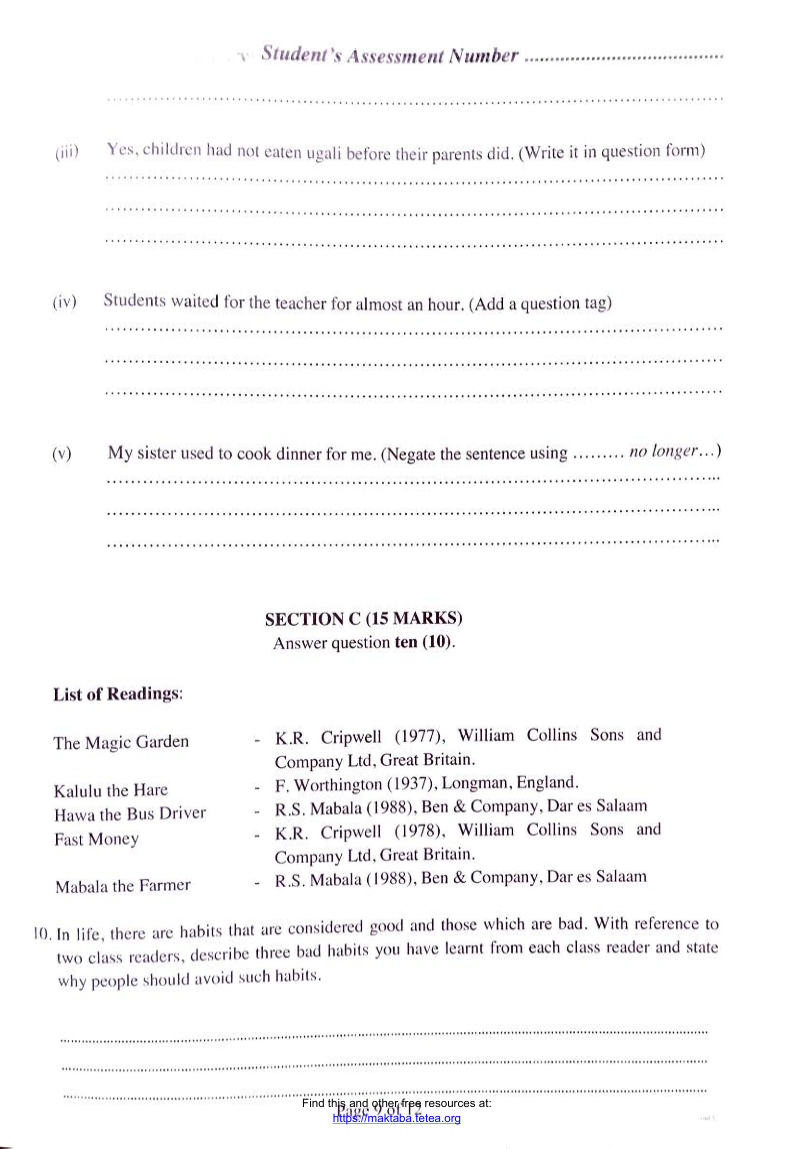 Student's Assessment Number ........................................
................................................................................
(iii) Yes, children had not eaten ugali before their parents did. (Write it in question form)
................................................................................
................................................................................
................................................................................
(iv) Students waited for the teacher for almost an hour. (Add a question tag)
................................................................................
................................................................................
................................................................................
(v) My sister used to cook dinner for me. (Negate the sentence using ......... no longer...)
................................................................................
................................................................................
................................................................................
SECTION C (15 MARKS)
Answer question ten (10).
List of Readings:
The Magic Garden - K.R. Cripwell (1977), William Collins Sons and
Company Ltd, Great Britain.
Kalulu the Hare - F. Worthington (1937), Longman, England.
Hawa the Bus Driver - R.S. Mabala (1988), Ben & Company, Dar es Salaam
Fast Money - K.R. Cripwell (1978), William Collins Sons and
Company Ltd, Great Britain.
Mabala the Farmer - R.S. Mabala (1988), Ben & Company, Dar es Salaam
10. In life, there are habits that are considered good and those which are bad. With reference to
two class readers, describe three bad habits you have learnt from each class reader and state
why people should avoid such habits.
................................................................................
................................................................................
................................................................................
Find this and other free resources at:
Page 9 of 12
https://maktaba.tetea.org